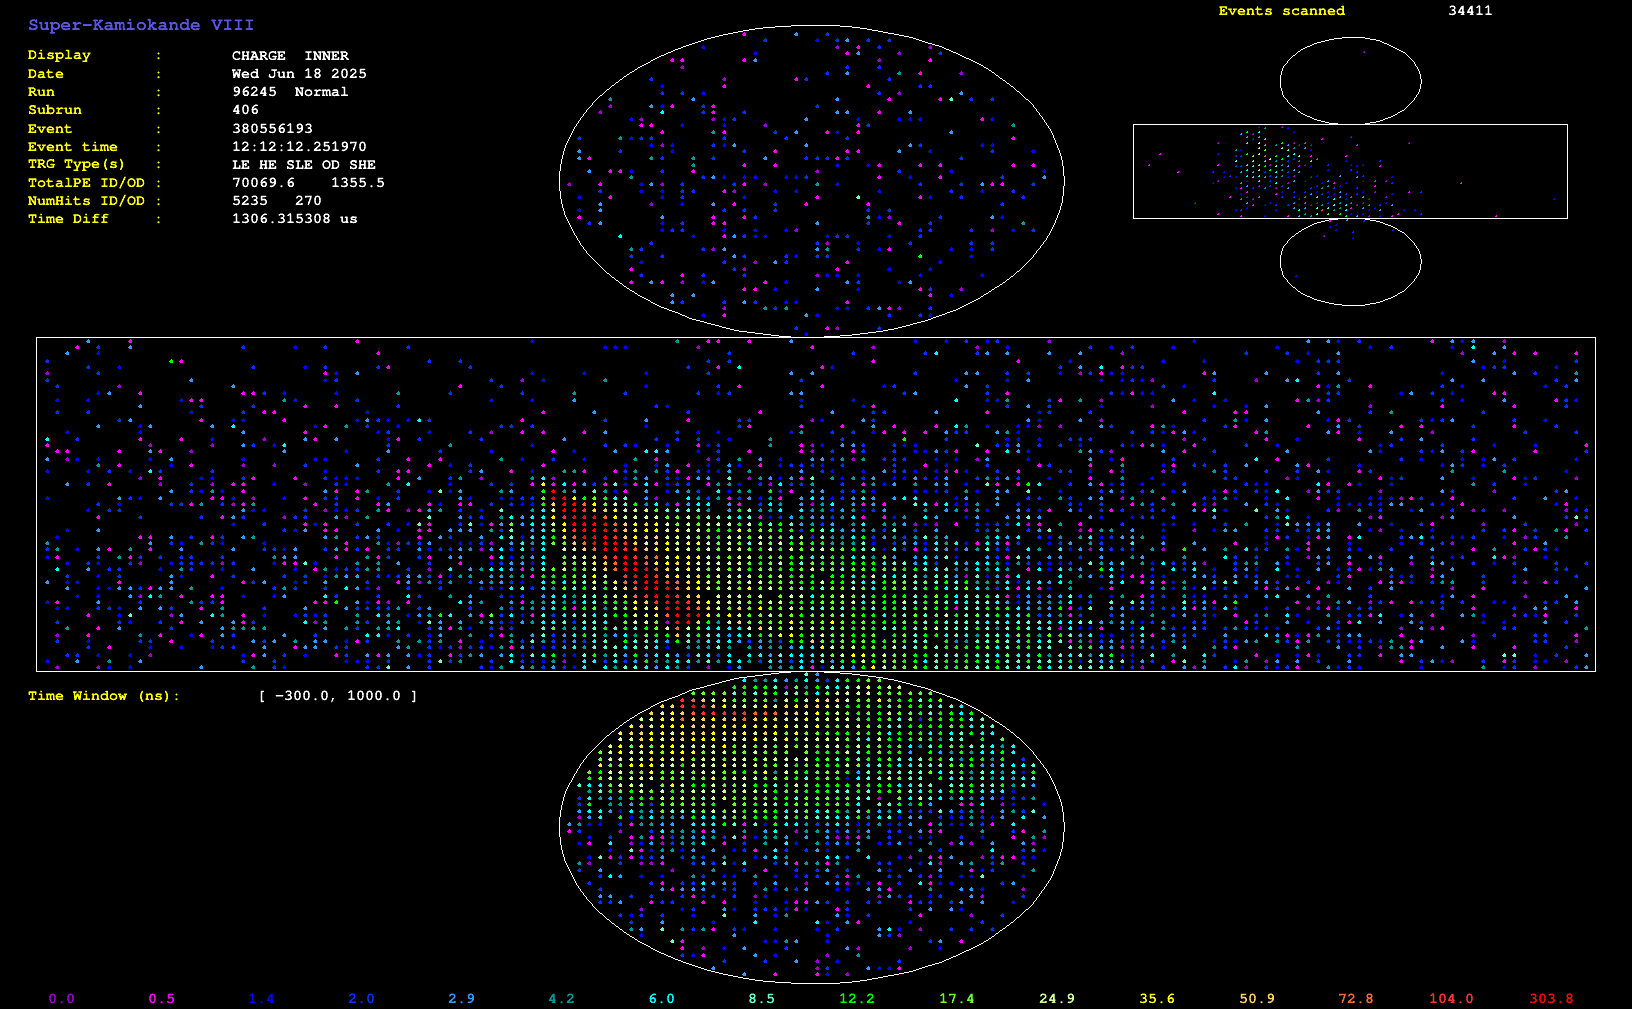 Super-Kamiokande VIII
Events scanned 34411
Display : CHARGE INNER
Date : Wed Jun 18 2025
Run : 96245 Normal
Subrun : 406
Event : 380556193
Event time : 12:12:12.251970
TRG Type(s) : LE HE SLE OD SHE
TotalPE ID/OD : 70069.6 1355.5
NumHits ID/OD : 5235 270
Time Diff : 1306.315308 us
Time Window (ns): [ -300.0, 1000.0 ]
0.0 0.5 1.4 2.0 2.9 4.2 6.0 8.5 12.2 17.4 24.9 35.6 50.9 72.8 104.0 303.8